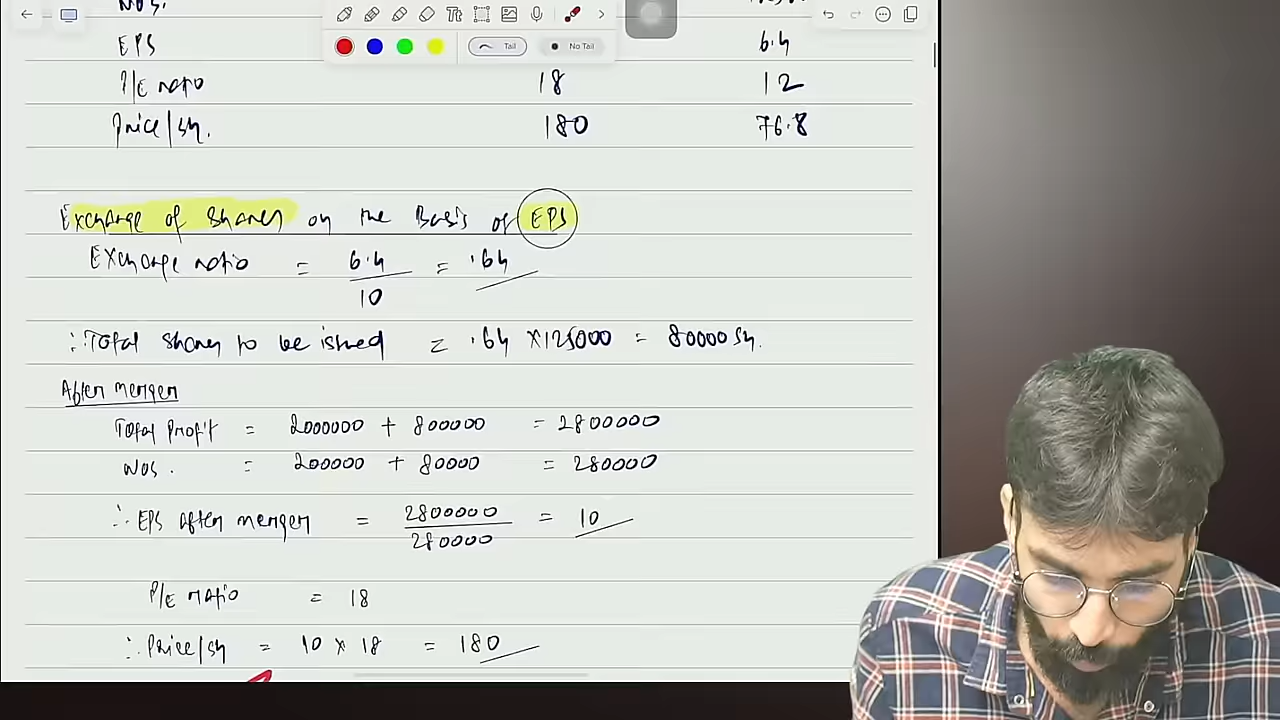 Tt
Tail No Tail
EPS 6.4
P/E ratio 18 12
Price/sh. 180 76.8
Exchange of Shares on the Basis of EPS
Exchange ratio = 6.4 / 10 = .64
∴ Total Shares to be issued = .64 × 125000 = 80000 sh.
After merger
Total profit = 2000000 + 800000 = 2800000
NOS. = 200000 + 80000 = 280000
∴ EPS after merger = 2800000 / 280000 = 10
P/E ratio = 18
∴ Price/sh = 10 × 18 = 180